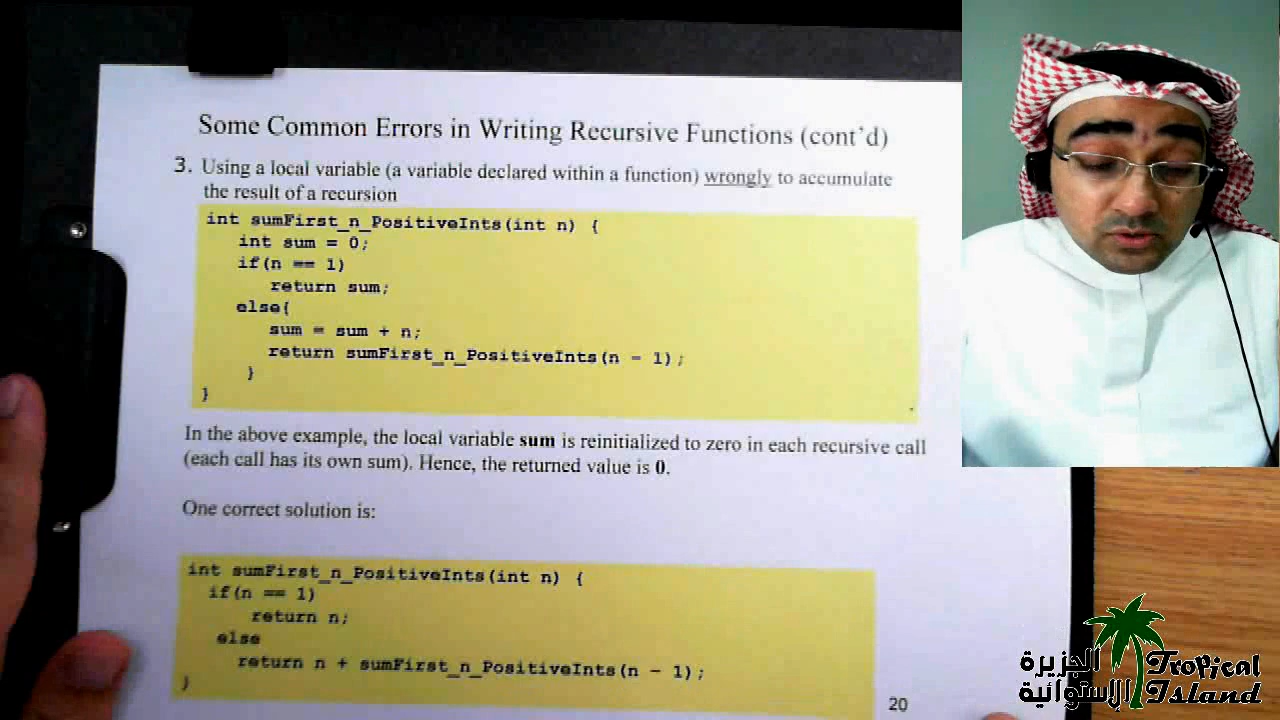 Some Common Errors in Writing Recursive Functions (cont'd)
3. Using a local variable (a variable declared within a function) wrongly to accumulate
the result of a recursion
int sumFirst_n_PositiveInts(int n) {
int sum = 0;
if(n == 1)
return sum;
else{
sum = sum + n;
return sumFirst_n_PositiveInts(n - 1);
}
}
In the above example, the local variable sum is reinitialized to zero in each recursive call
(each call has its own sum). Hence, the returned value is 0.
One correct solution is:
int sumFirst_n_PositiveInts(int n) {
if(n == 1)
return n;
else
return n + sumFirst_n_PositiveInts(n - 1);
}
20
الجزيرة
الإستوائية
Tropical
Island